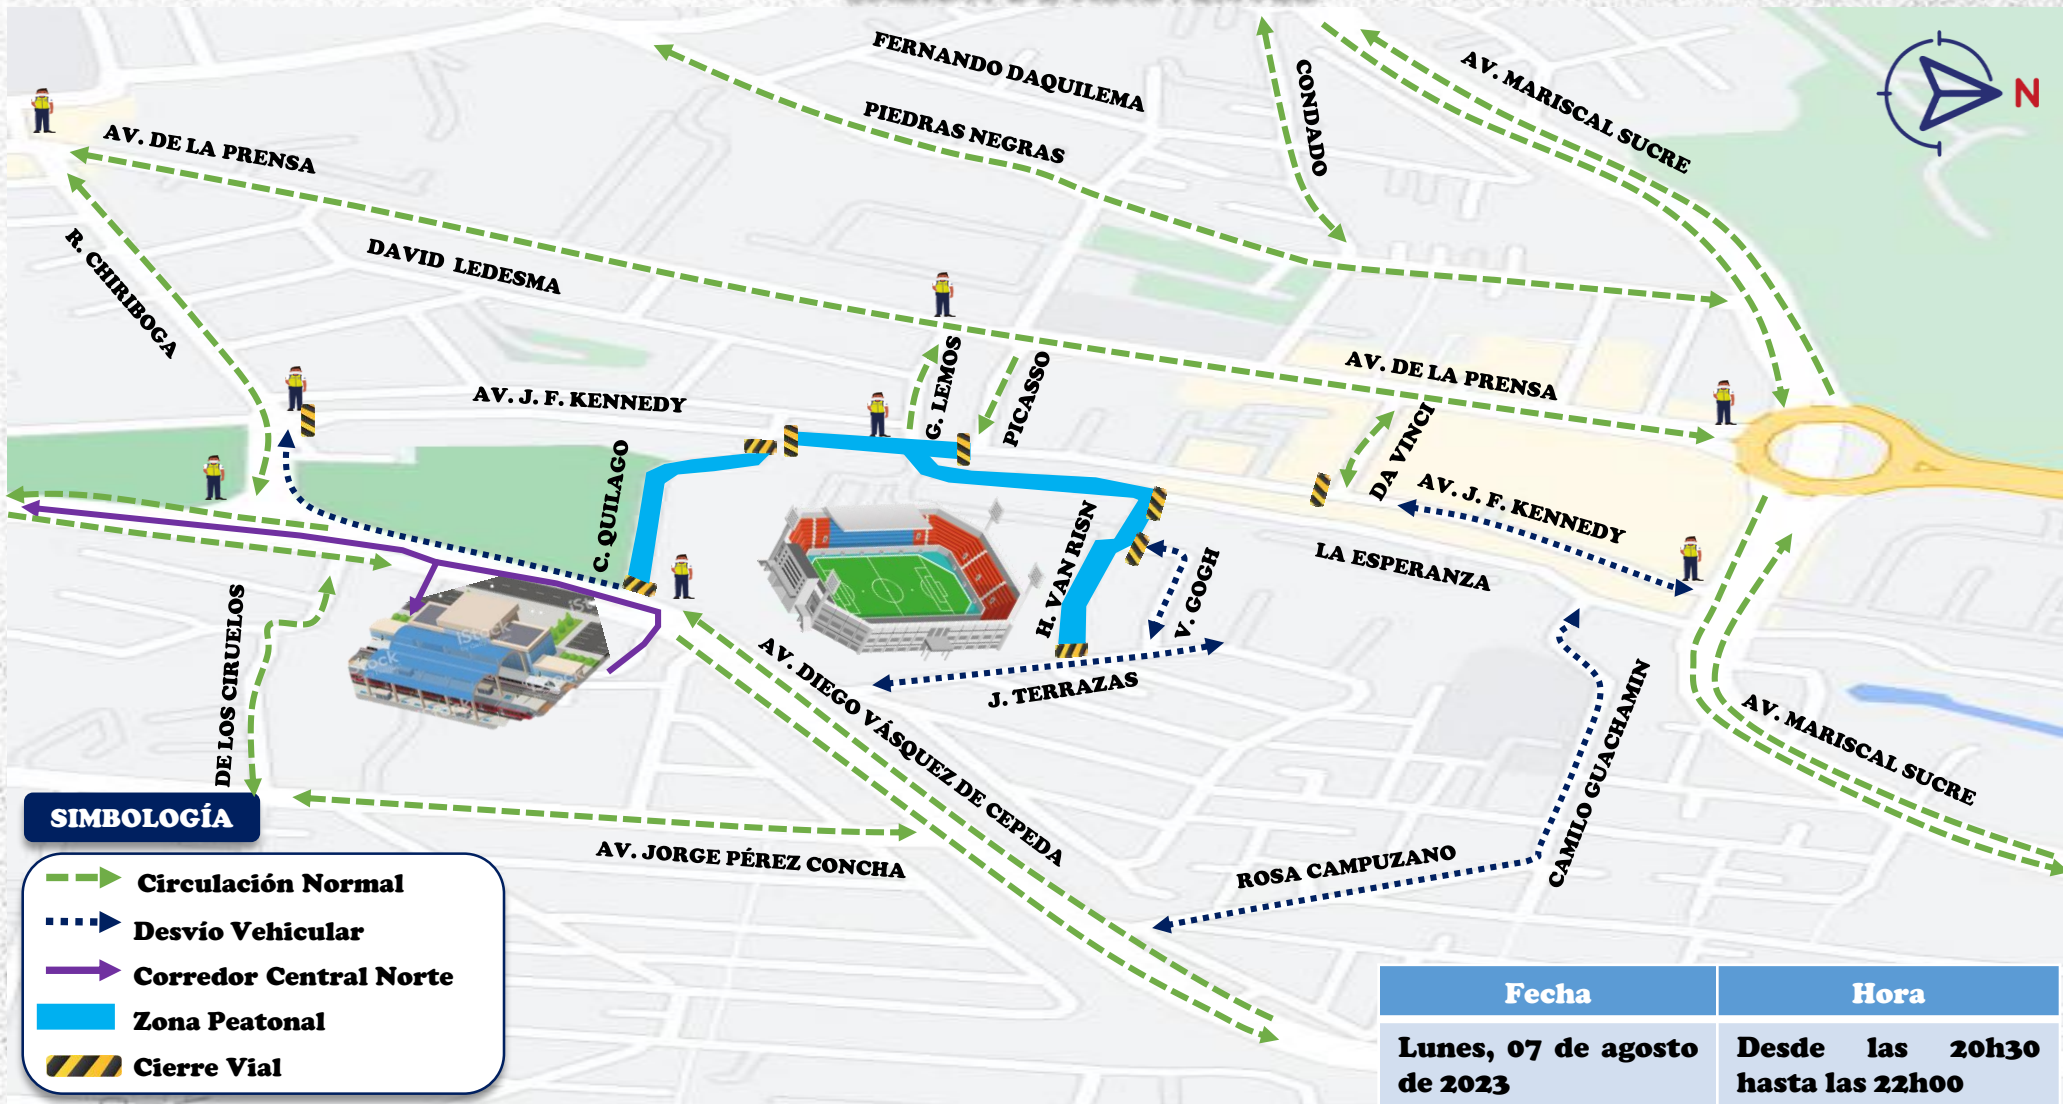 FERNANDO DAQUILEMA
PIEDRAS NEGRAS
CONDADO
AV. MARISCAL SUCRE
N
AV. DE LA PRENSA
R. CHIRIBOGA
DAVID LEDESMA
AV. J. F. KENNEDY
G. LEMOS
PICASSO
AV. DE LA PRENSA
DA VINCI
AV. J. F. KENNEDY
LA ESPERANZA
C. QUILAGO
H. VAN RISN
V. GOGH
J. TERRAZAS
DE LOS CIRUELOS
iStock
AV. DIEGO VÁSQUEZ DE CEPEDA
CAMILO GUACHAMIN
AV. MARISCAL SUCRE
AV. JORGE PÉREZ CONCHA
ROSA CAMPUZANO
SIMBOLOGÍA
Circulación Normal
Desvío Vehicular
Corredor Central Norte
Zona Peatonal
Cierre Vial
Fecha
Hora
Lunes, 07 de agosto
de 2023
Desde las 20h30
hasta las 22h00